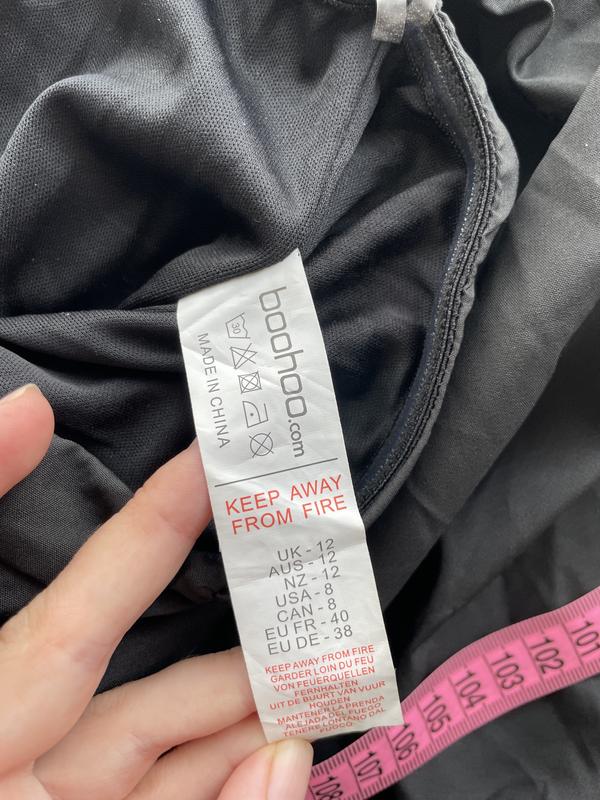 boohoo.com
30
MADE IN CHINA
KEEP AWAY
FROM FIRE
UK - 12
AUS - 12
NZ - 12
USA - 8
CAN - 8
EU FR - 40
EU DE - 38
KEEP AWAY FROM FIRE
GARDER LOIN DU FEU
VON FEUERQUELLEN
FERNHALTEN
UIT DE BUURT VAN VUUR
HOUDEN
MANTENER LA PRENDA
ALEJADA DEL FUEGO
TENERE LONTANO DAL
FUOCO
101
102
103
104
105
106
107
108